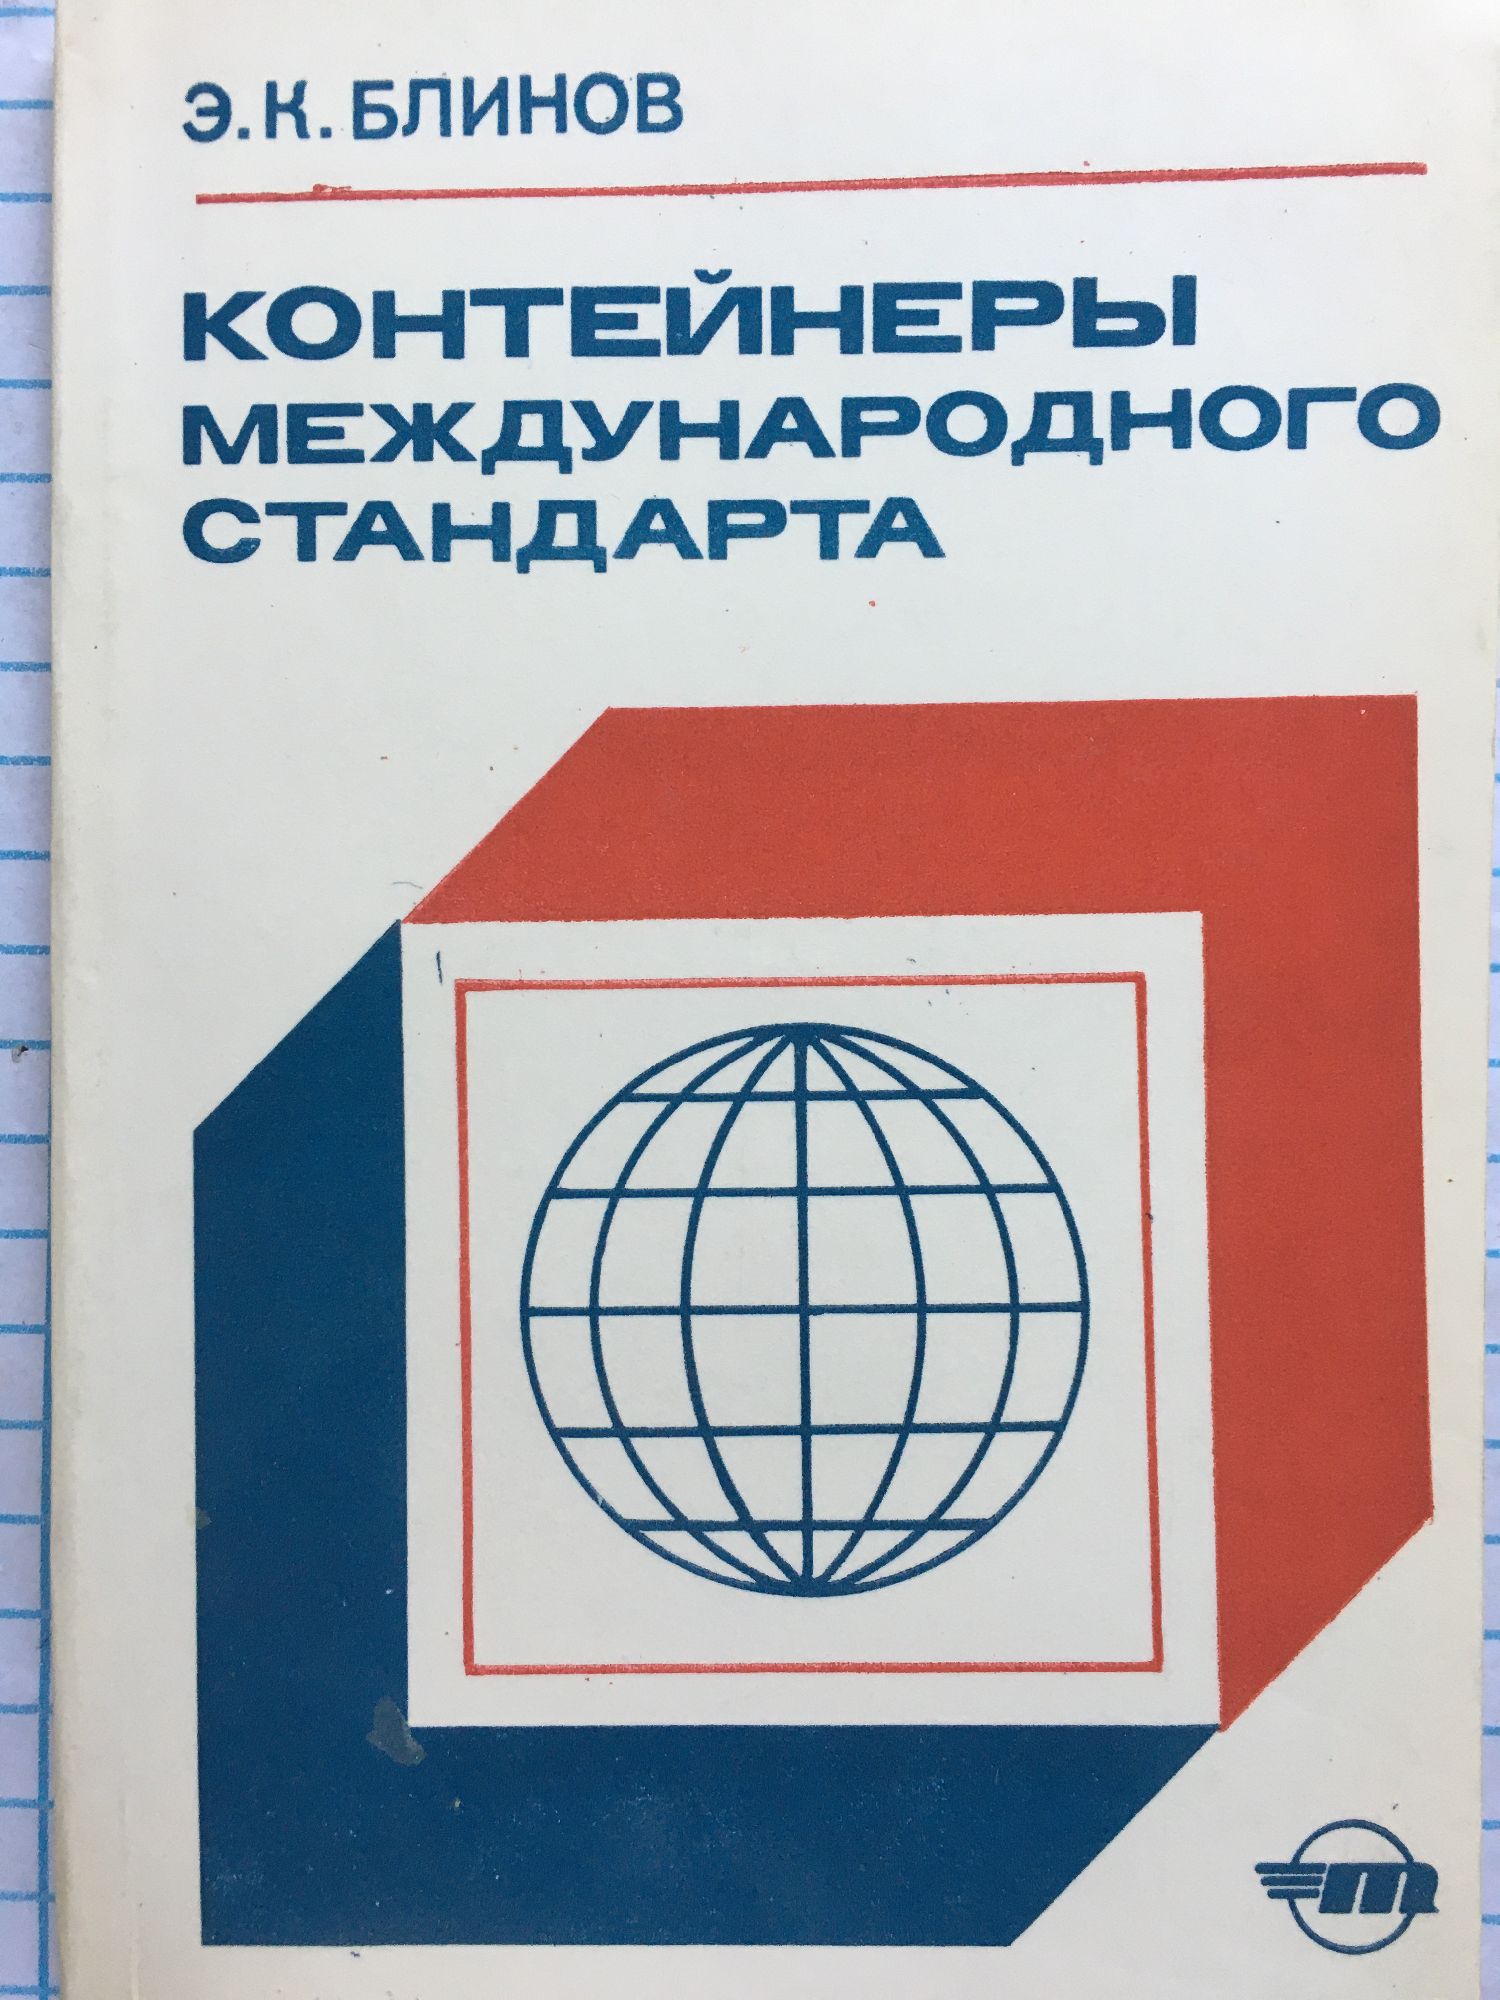 Э.К.БЛИНОВ
КОНТЕЙНЕРЫ
МЕЖДУНАРОДНОГО
СТАНДАРТА
т